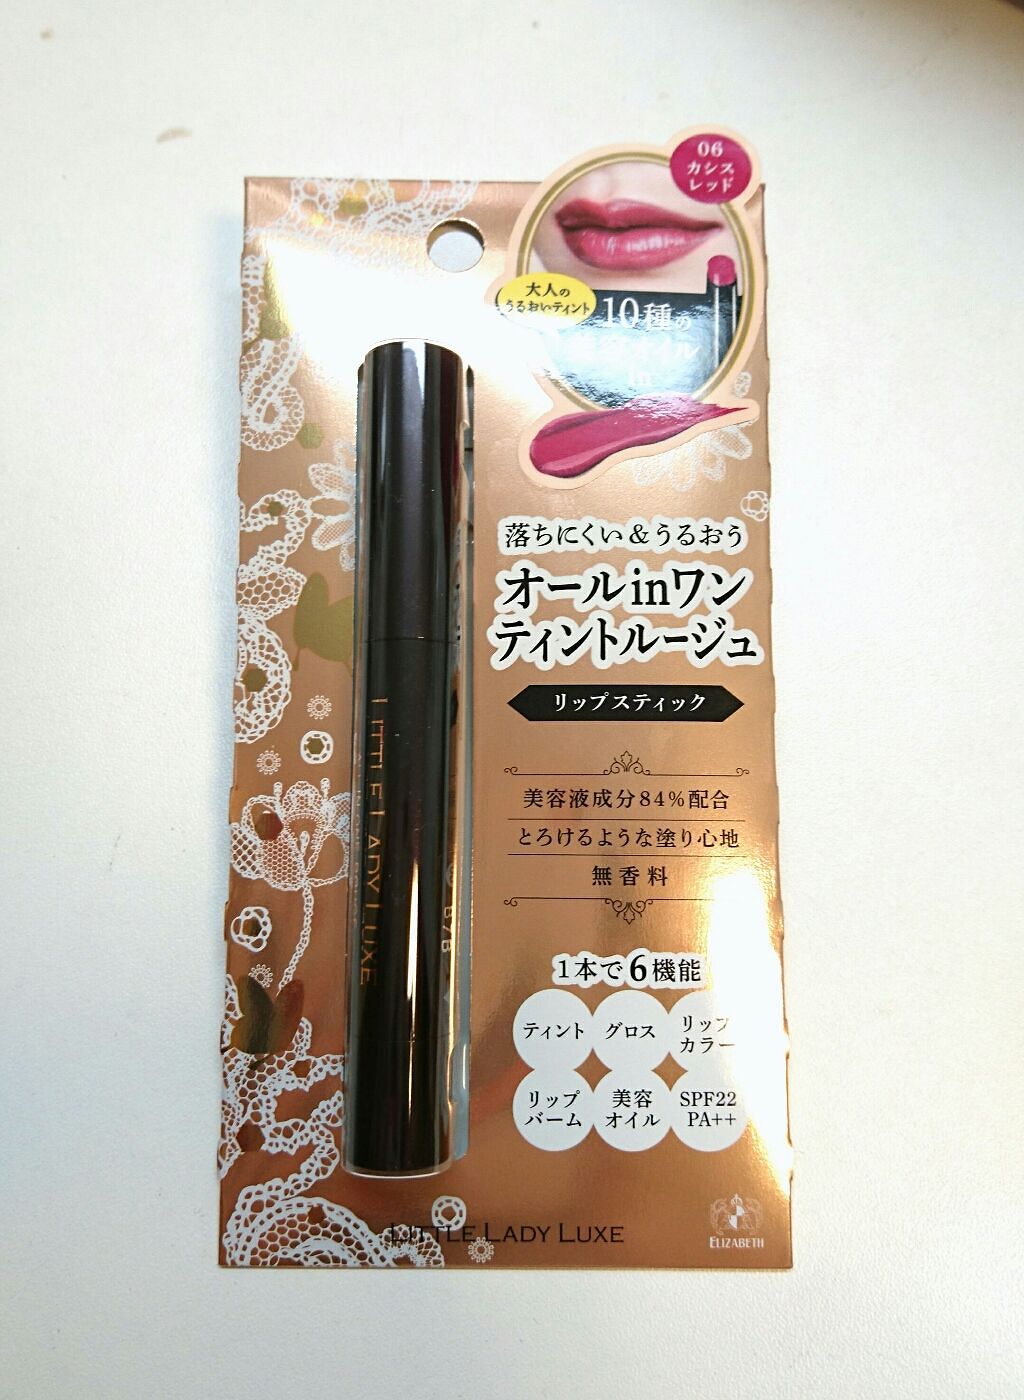 06
カシス
レッド
大人の
うるおいティント
10種の
美容オイル
in
落ちにくい&うるおう
オールinワン
ティントルージュ
リップスティック
美容液成分84%配合
とろけるような塗り心地
無香料
1本で6機能
ティント
グロス
リップ
カラー
リップ
バーム
美容
オイル
SPF22
PA++
LITTLE LADY LUXE
LITTLE LADY LUXE
ELIZABETH